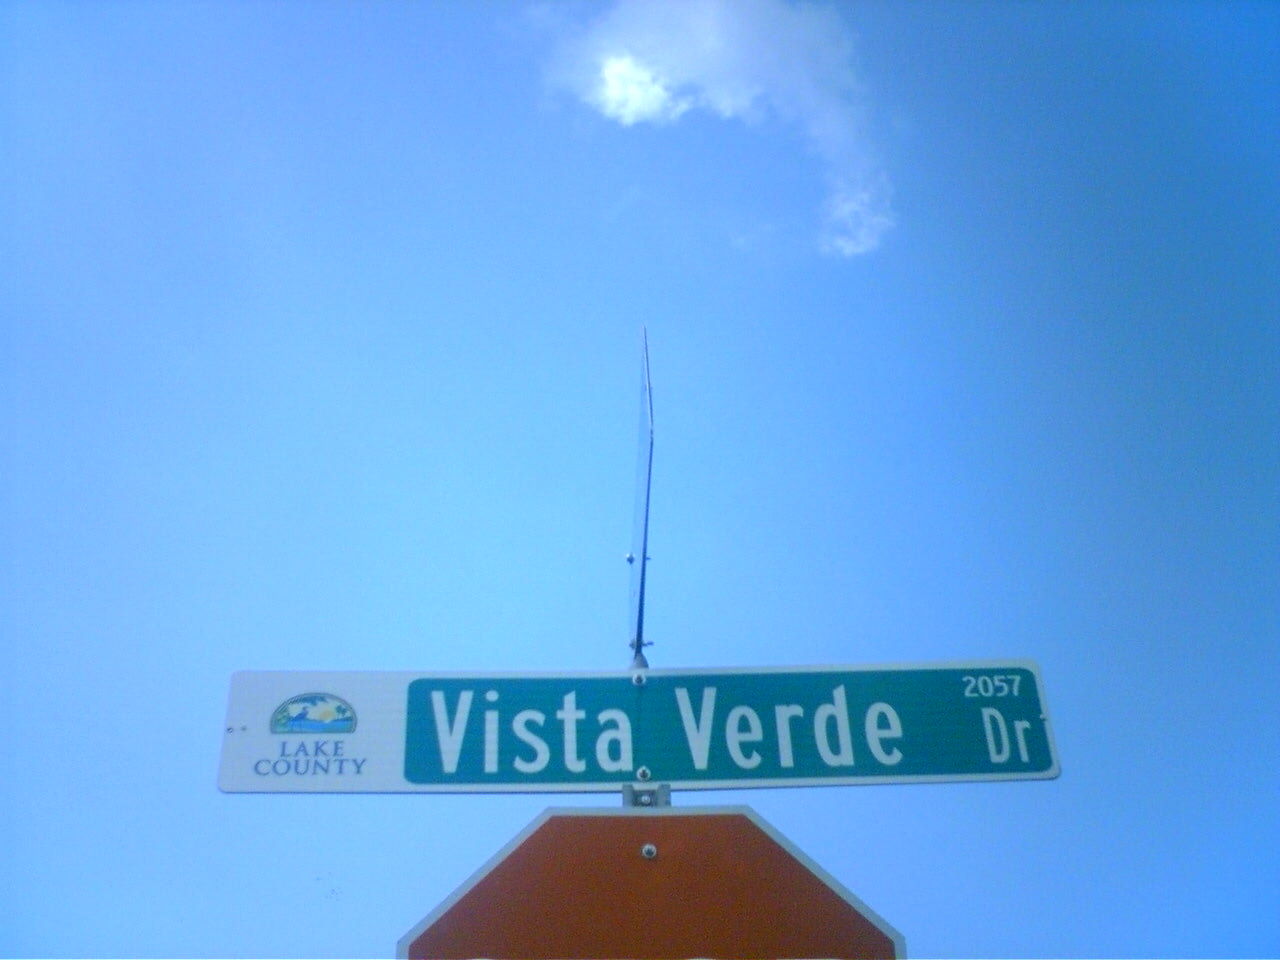 LAKE
COUNTY
Vista Verde
2057
Dr